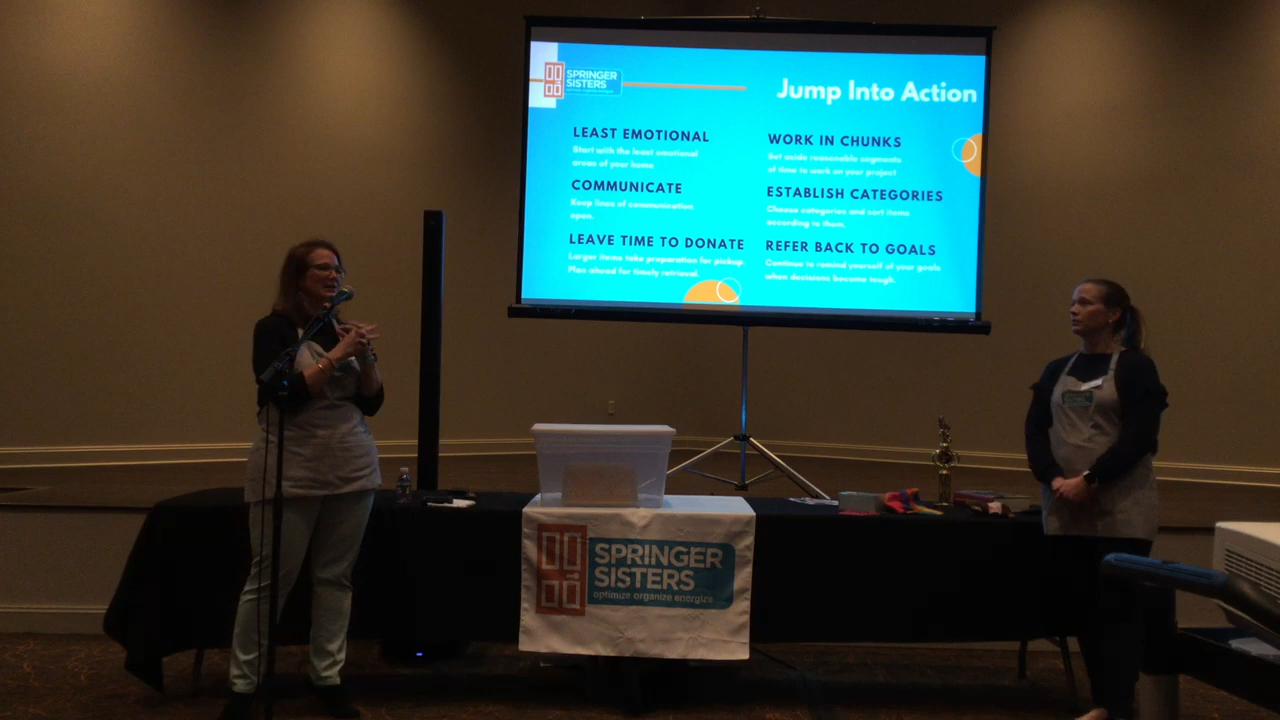 SPRINGER
SISTERS
optimize organize energize
Jump Into Action
LEAST EMOTIONAL
Start with the least emotional
areas of your home
COMMUNICATE
Keep lines of communication
open.
LEAVE TIME TO DONATE
Larger items take preparation for pickup.
Plan ahead for timely retrieval.
WORK IN CHUNKS
Set aside reasonable segments
of time to work on your project
ESTABLISH CATEGORIES
Choose categories and sort items
according to them.
REFER BACK TO GOALS
Continue to remind yourself of your goals
when decisions become tough.
SPRINGER
SISTERS
optimize organize energize